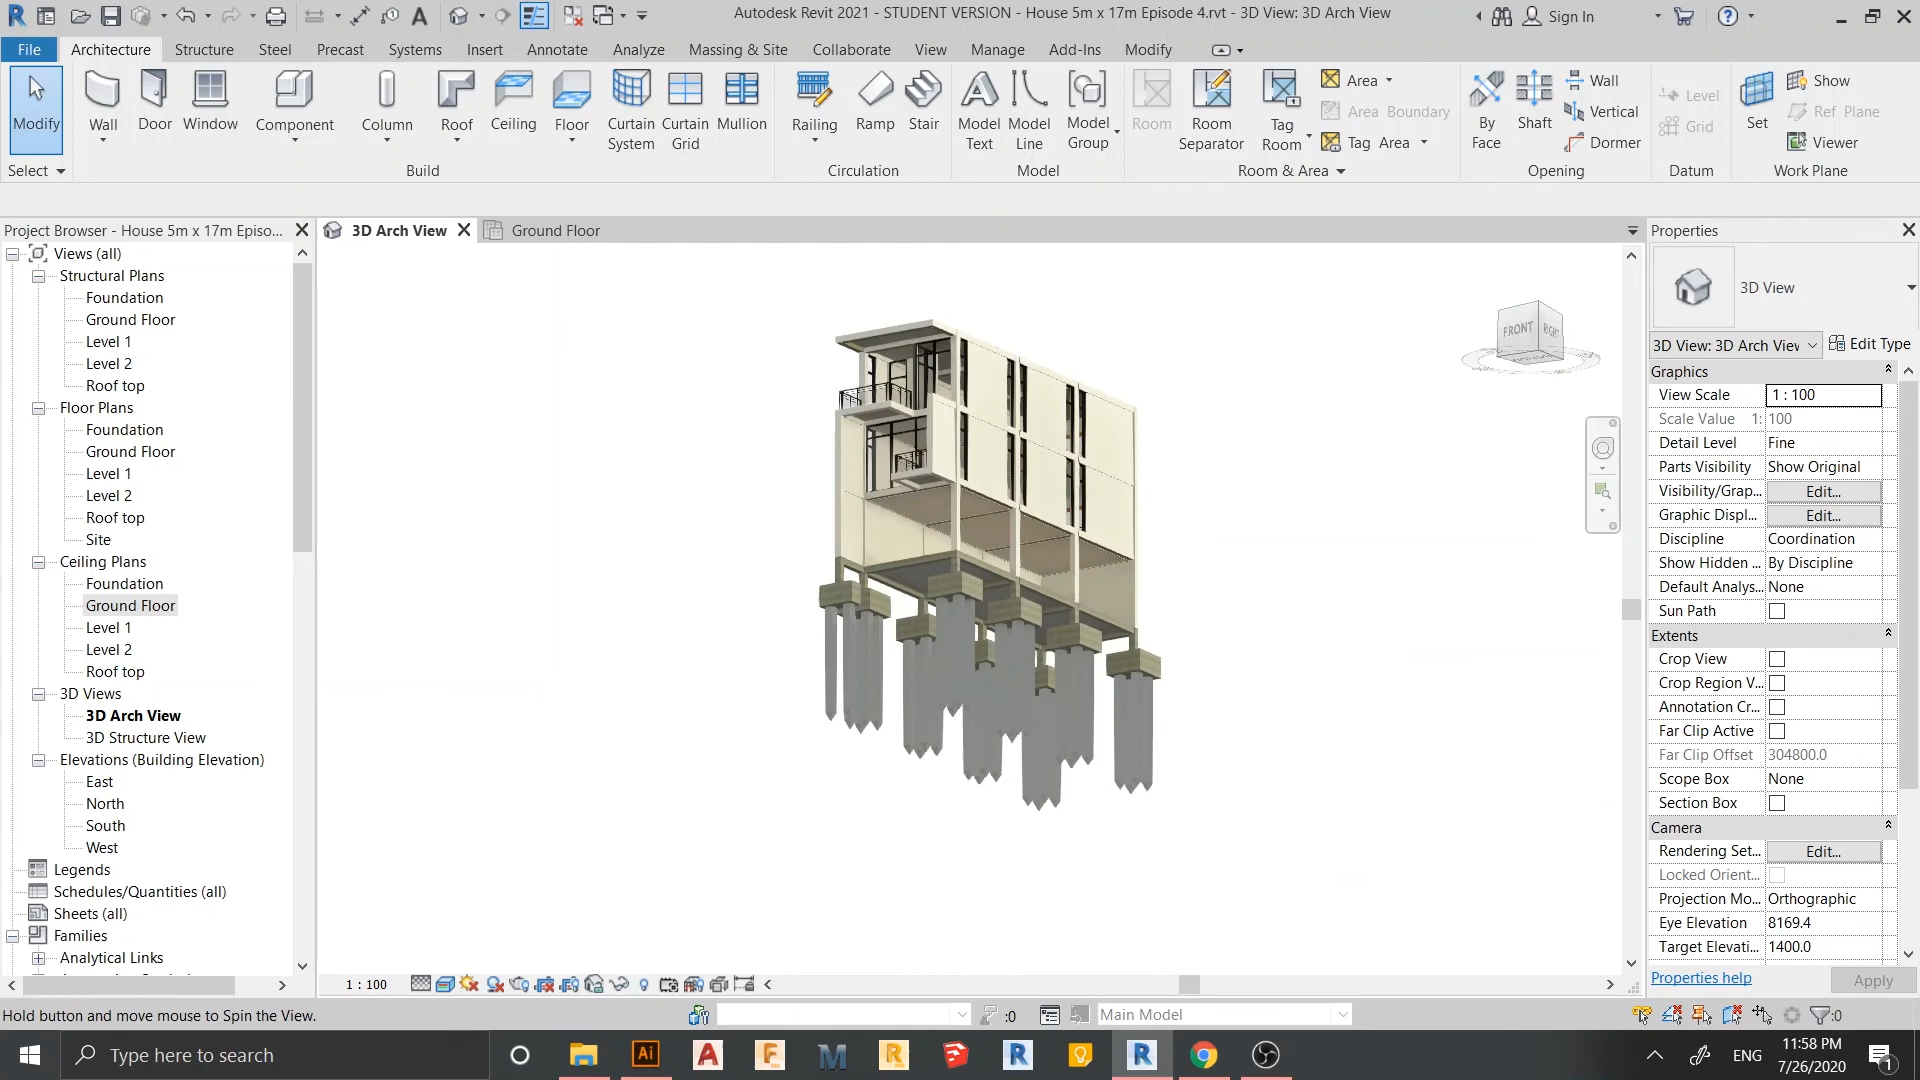 Autodesk Revit 2021 - STUDENT VERSION - House 5m x 17m Episode 4.rvt - 3D View: 3D Arch View
Sign In
File Architecture Structure Steel Precast Systems Insert Annotate Analyze Massing & Site Collaborate View Manage Add-Ins Modify
Modify
Wall
Door
Window
Component
Column
Roof
Ceiling
Floor
Curtain System
Curtain Grid
Mullion
Railing
Ramp
Stair
Model Text
Model Line
Model Group
Room
Room Separator
Tag Room
Area
Area Boundary
Tag Area
By Face
Shaft
Wall
Vertical
Dormer
Level
Grid
Set
Show
Ref Plane
Viewer
Select Build Circulation Model Room & Area Opening Datum Work Plane
Project Browser - House 5m x 17m Episo...
Views (all)
Structural Plans
Foundation
Ground Floor
Level 1
Level 2
Roof top
Floor Plans
Foundation
Ground Floor
Level 1
Level 2
Roof top
Site
Ceiling Plans
Foundation
Ground Floor
Level 1
Level 2
Roof top
3D Views
3D Arch View
3D Structure View
Elevations (Building Elevation)
East
North
South
West
Legends
Schedules/Quantities (all)
Sheets (all)
Families
Analytical Links
3D Arch View
Ground Floor
FRONT
RIGHT
Properties
3D View
3D View: 3D Arch Viev
Edit Type
Graphics
View Scale 1 : 100
Scale Value 1: 100
Detail Level Fine
Parts Visibility Show Original
Visibility/Grap... Edit...
Graphic Displ... Edit...
Discipline Coordination
Show Hidden ... By Discipline
Default Analys... None
Sun Path
Extents
Crop View
Crop Region V...
Annotation Cr...
Far Clip Active
Far Clip Offset 304800.0
Scope Box None
Section Box
Camera
Rendering Set... Edit...
Locked Orient...
Projection Mo... Orthographic
Eye Elevation 8169.4
Target Elevati... 1400.0
Properties help
Apply
1 : 100
Hold button and move mouse to Spin the View.
:0
Main Model
:0
Type here to search
ENG
11:58 PM
7/26/2020
1